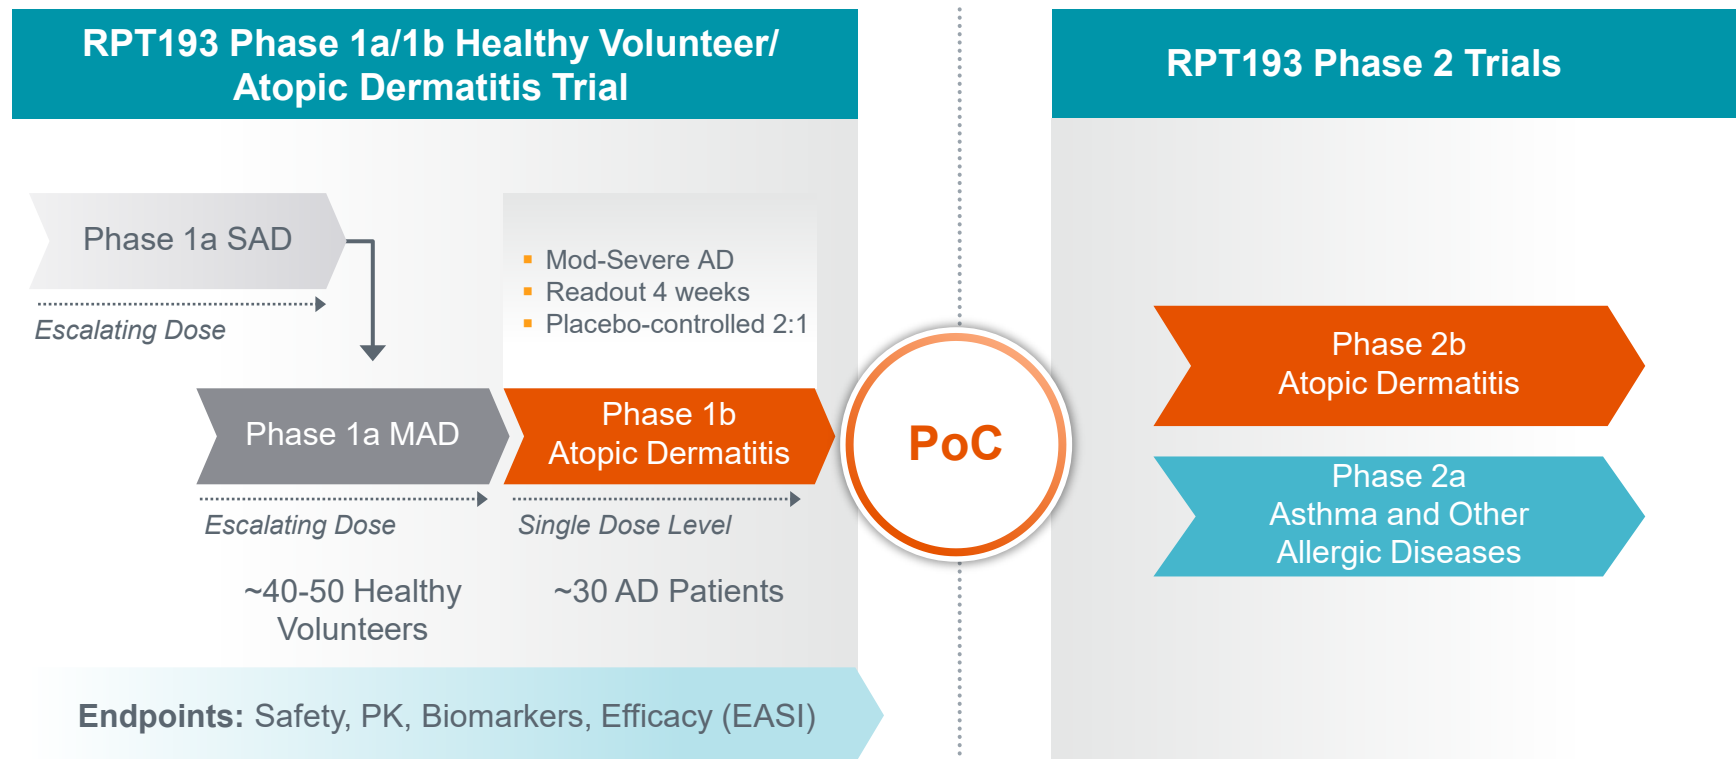 RPT193 Phase 1a/1b Healthy Volunteer/
Atopic Dermatitis Trial
Phase 1a SAD
Escalating Dose
▪ Mod-Severe AD
▪ Readout 4 weeks
▪ Placebo-controlled 2:1
Phase 1a MAD
Escalating Dose
Phase 1b
Atopic Dermatitis
Single Dose Level
~40-50 Healthy
Volunteers
~30 AD Patients
Endpoints: Safety, PK, Biomarkers, Efficacy (EASI)
PoC
RPT193 Phase 2 Trials
Phase 2b
Atopic Dermatitis
Phase 2a
Asthma and Other
Allergic Diseases